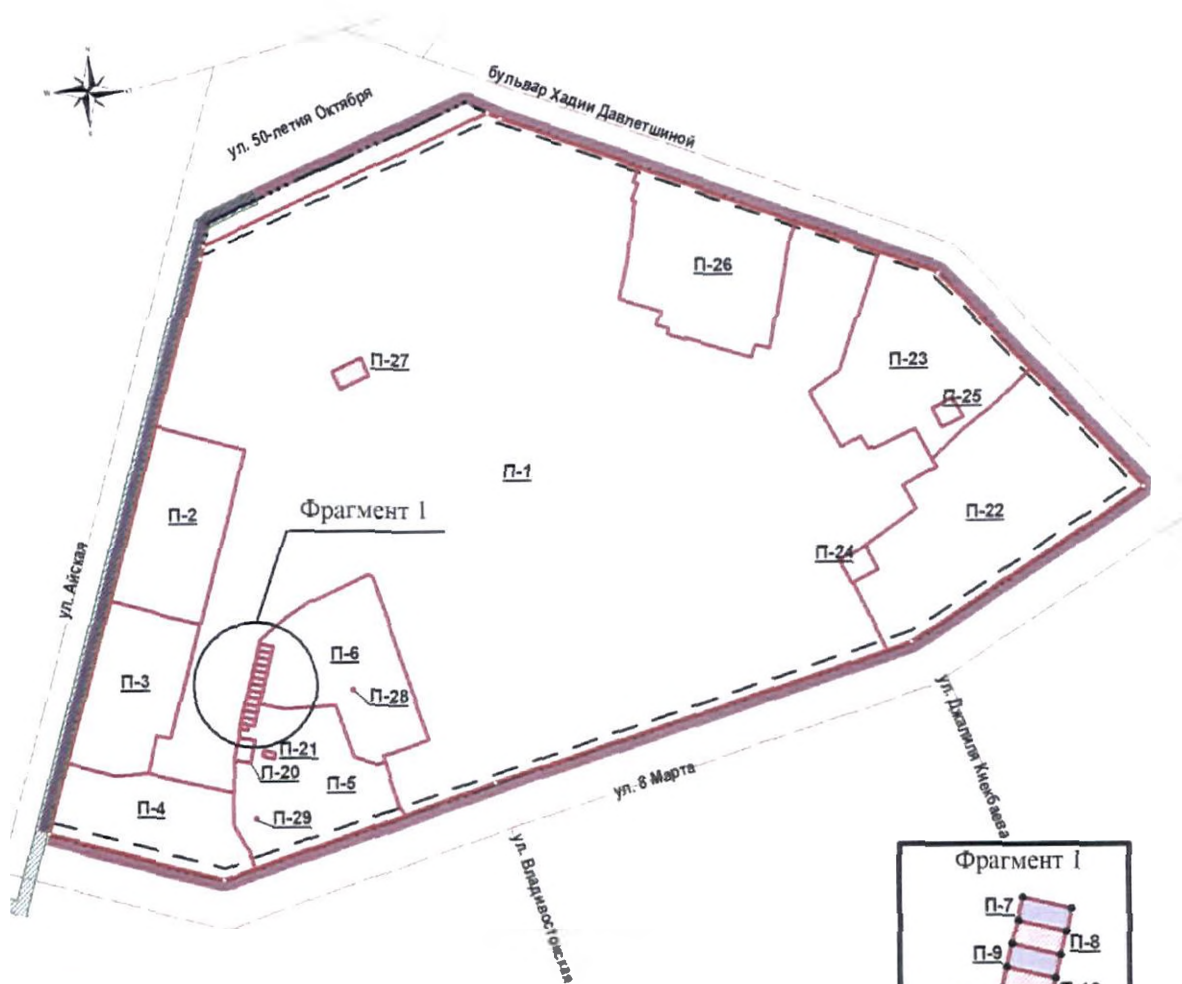 бульвар Хадии Давлетшиной
ул. 50-летия Октября
П-26
П-27
П-23
П-25
П-1
П-2
Фрагмент 1
П-22
П-24
ул. Айская
П-6
П-3
П-28
П-21
П-20
П-5
П-4
П-29
ул. 8 Марта
ул. Джалиля Киекбаева
ул. Владивостокская
Фрагмент 1
П-7
П-8
П-9